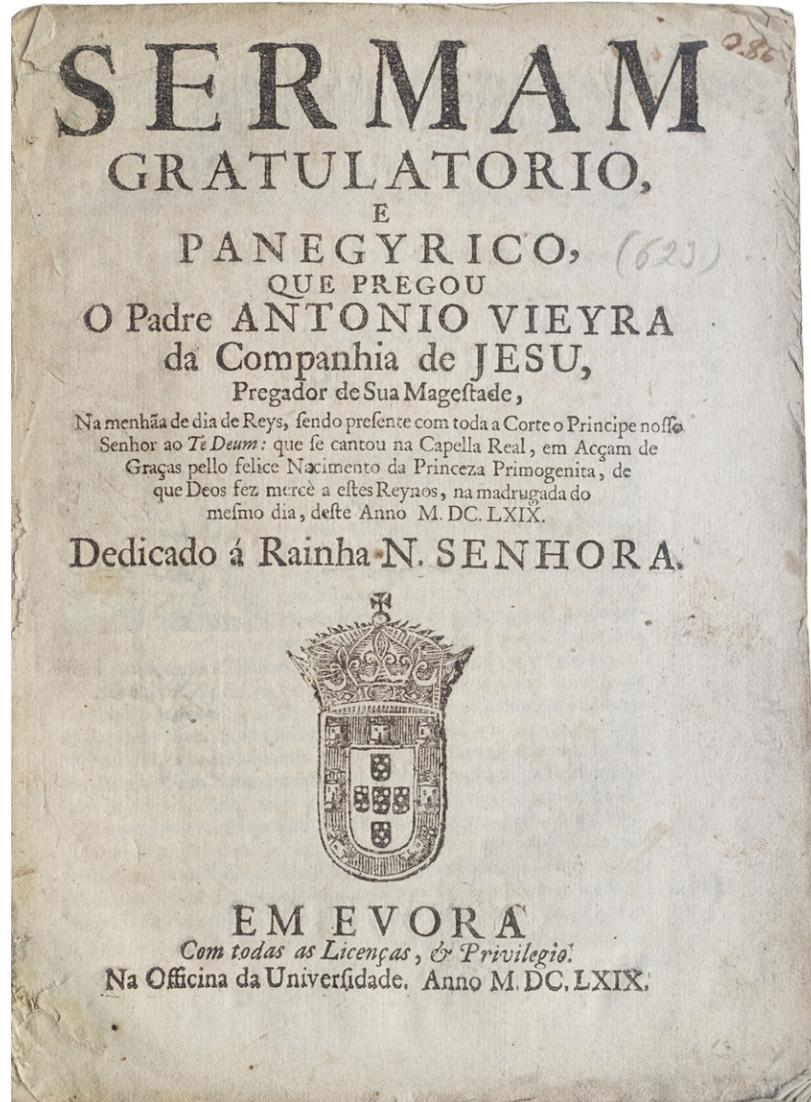 0.86
SERMAM
GRATULATORIO,
E
PANEGYRICO,
(623)
QUE PREGOU
O Padre ANTONIO VIEYRA
da Companhia de JESU,
Pregador de Sua Mageſtade,
Na menhãa de dia de Reys, ſendo preſente com toda a Corte o Principe noſſo
Senhor ao Te Deum: que ſe cantou na Capella Real, em Acçam de
Graças pello felice Nacimento da Princeza Primogenita, de
que Deos fez mercè a eſtes Reynos, na madrugada do
meſmo dia, deſte Anno M. DC. LXIX.
Dedicado á Rainha N. SENHORA.
EM EVORA
Com todas as Licenças, & Privilegio.
Na Officina da Univerſidade. Anno M. DC. LXIX.